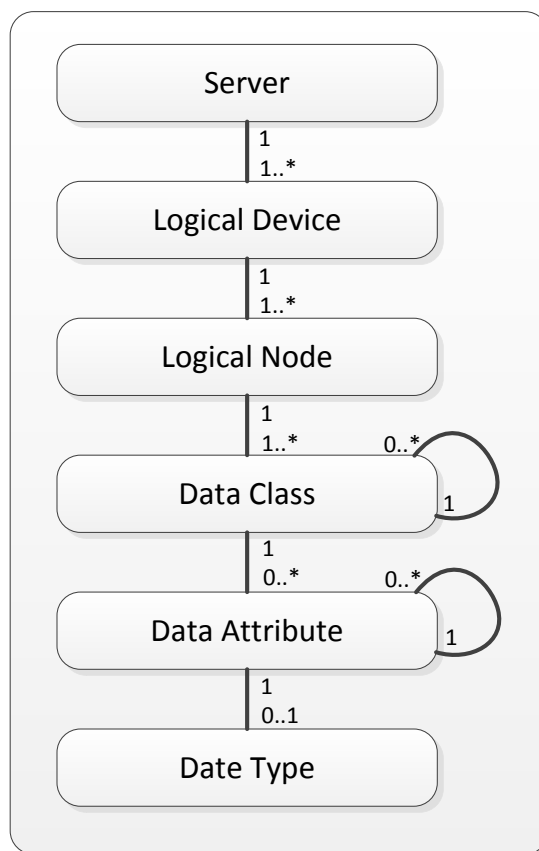 Server
1
1..*
Logical Device
1
1..*
Logical Node
1
1..*
0..*
Data Class
1
1
0..*
0..*
Data Attribute
1
1
0..1
Date Type